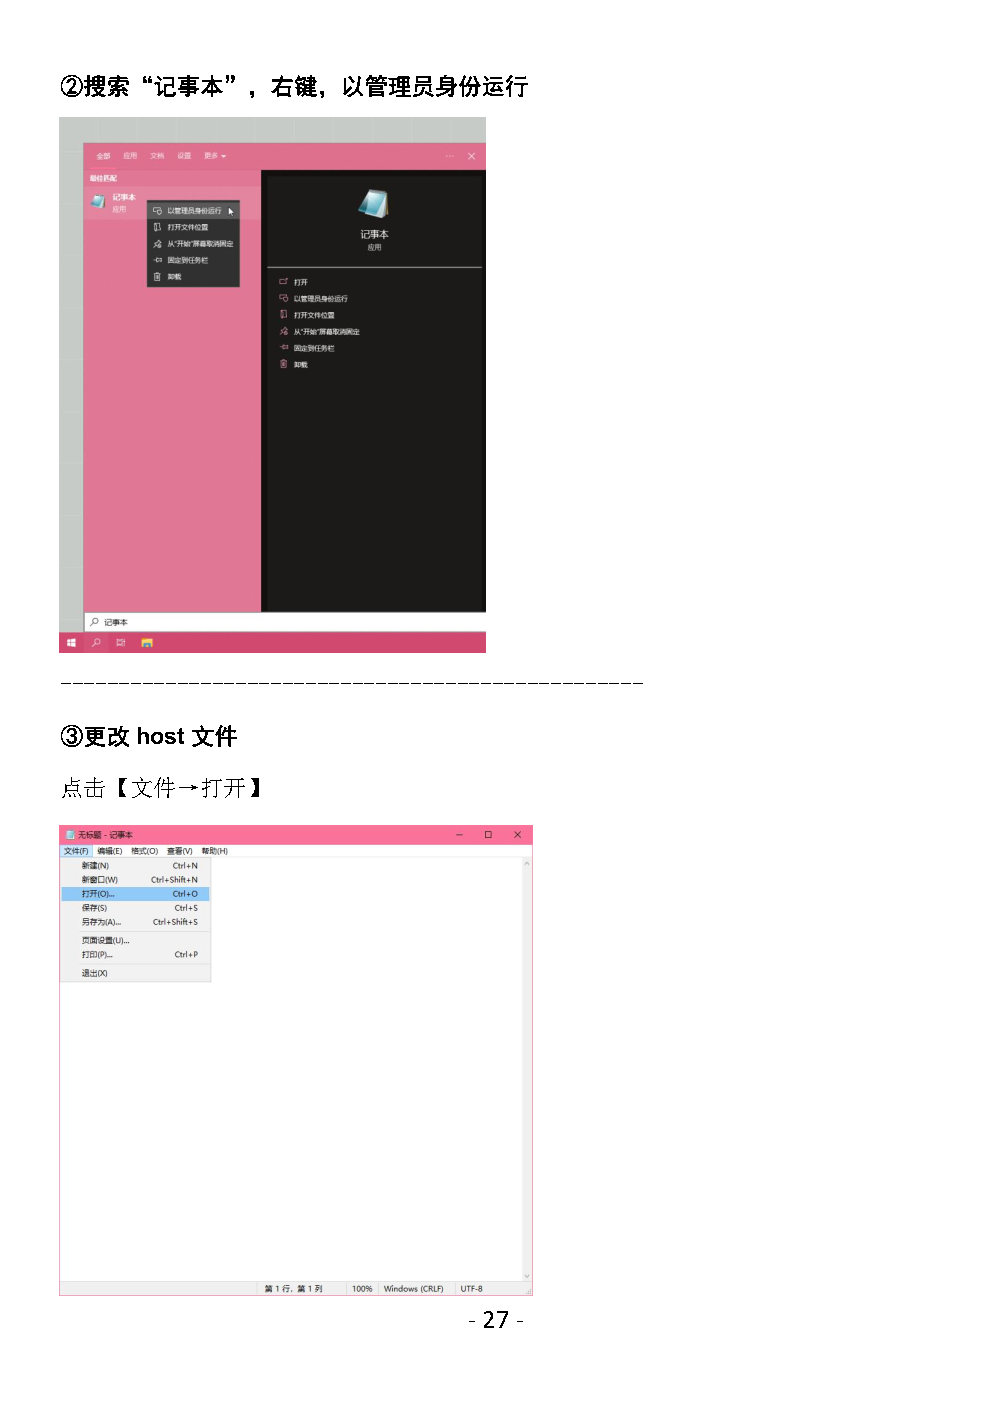 ②搜索“记事本”，右键，以管理员身份运行
全部 应用 文档 设置 更多
最佳匹配
记事本
应用
以管理员身份运行
打开文件位置
从“开始”屏幕取消固定
固定到任务栏
卸载
记事本
应用
打开
以管理员身份运行
打开文件位置
从“开始”屏幕取消固定
固定到任务栏
卸载
记事本
③更改 host 文件
点击【文件→打开】
无标题 - 记事本
文件(F) 编辑(E) 格式(O) 查看(V) 帮助(H)
新建(N) Ctrl+N
新窗口(W) Ctrl+Shift+N
打开(O)... Ctrl+O
保存(S) Ctrl+S
另存为(A)... Ctrl+Shift+S
页面设置(U)...
打印(P)... Ctrl+P
退出(X)
第 1 行，第 1 列 100% Windows (CRLF) UTF-8
- 27 -